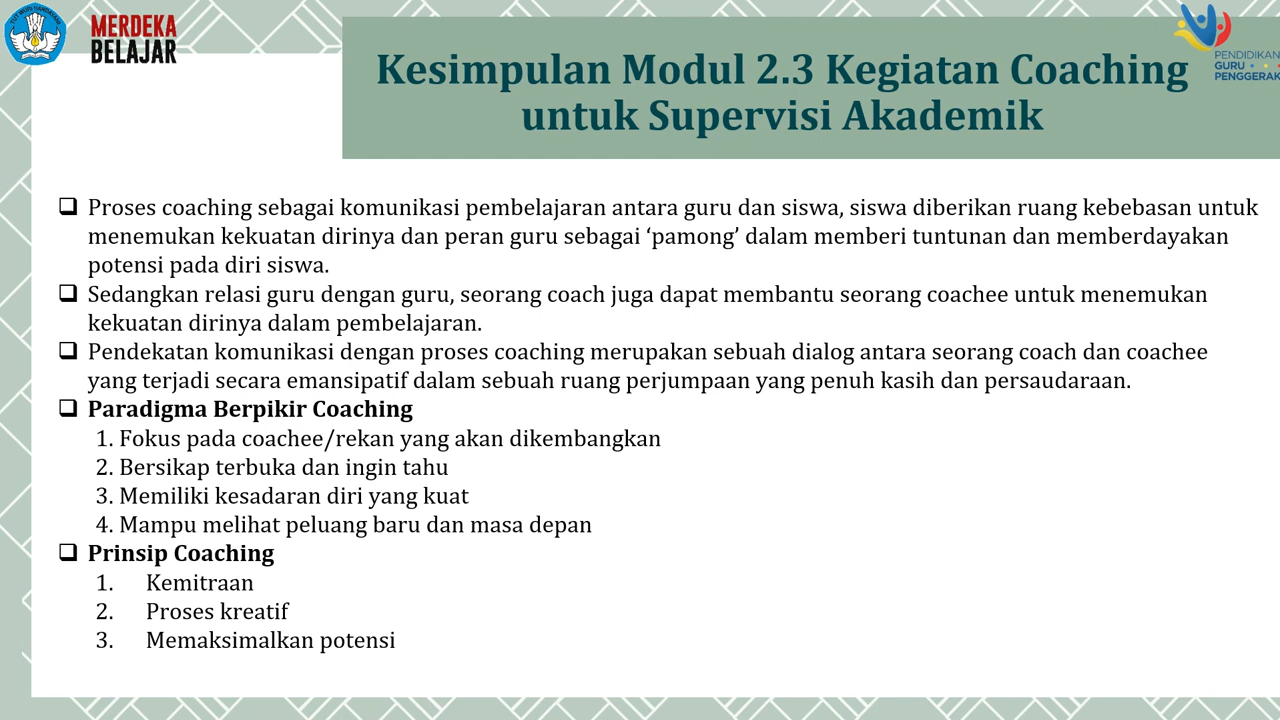 TUT WURI HANDAYANI
MERDEKA
BELAJAR
PENDIDIKAN
GURU
PENGGERAK
Kesimpulan Modul 2.3 Kegiatan Coaching
untuk Supervisi Akademik
❑ Proses coaching sebagai komunikasi pembelajaran antara guru dan siswa, siswa diberikan ruang kebebasan untuk
menemukan kekuatan dirinya dan peran guru sebagai ‘pamong’ dalam memberi tuntunan dan memberdayakan
potensi pada diri siswa.
❑ Sedangkan relasi guru dengan guru, seorang coach juga dapat membantu seorang coachee untuk menemukan
kekuatan dirinya dalam pembelajaran.
❑ Pendekatan komunikasi dengan proses coaching merupakan sebuah dialog antara seorang coach dan coachee
yang terjadi secara emansipatif dalam sebuah ruang perjumpaan yang penuh kasih dan persaudaraan.
❑ Paradigma Berpikir Coaching
1. Fokus pada coachee/rekan yang akan dikembangkan
2. Bersikap terbuka dan ingin tahu
3. Memiliki kesadaran diri yang kuat
4. Mampu melihat peluang baru dan masa depan
❑ Prinsip Coaching
1. Kemitraan
2. Proses kreatif
3. Memaksimalkan potensi